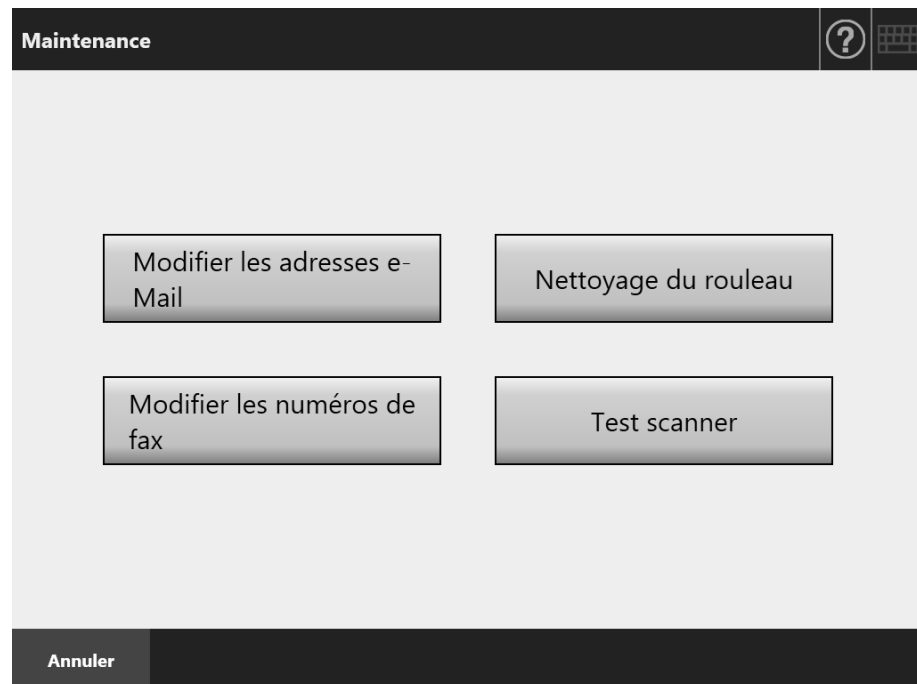 Maintenance
?
Modifier les adresses e-
Mail
Nettoyage du rouleau
Modifier les numéros de
fax
Test scanner
Annuler